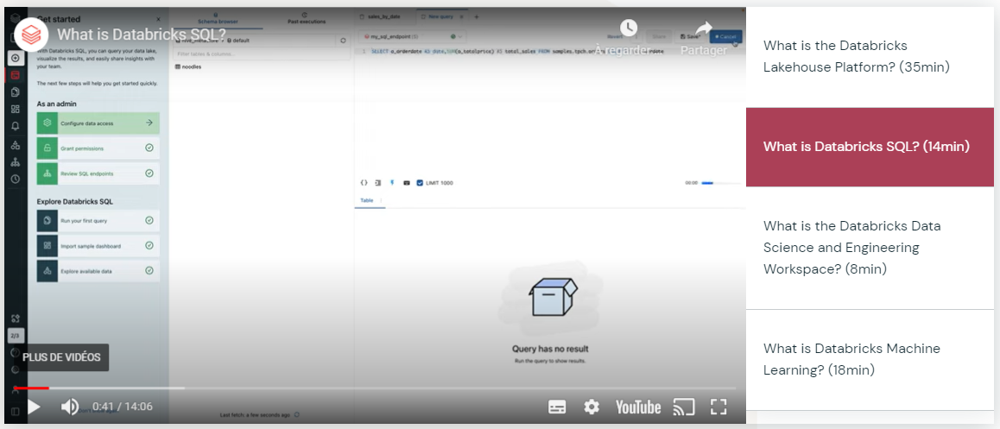 Get started
What is Databricks SQL?
With Databricks SQL, you can query your data lake,
visualize the results, and easily share insights with
your team.
The next few steps will help you get started quickly.
As an admin
Configure data access
Grant permissions
Review SQL endpoints
Explore Databricks SQL
Run your first query
Import sample dashboard
Explore available data
2/3
PLUS DE VIDÉOS
0:41 / 14:06
Schema browser
Past executions
default
Filter tables & columns...
noodles
Last fetch: a few seconds ago
sales_by_date
New query
my_sql_endpoint (S)
Revert
Share
Save*
Cancel
À regarder...
Partager
1 SELECT o_orderdate AS date, SUM(o_totalprice) AS total_sales FROM samples.tpch.or
LIMIT 1000
00:00
Table
Query has no result
Run the query to show results.
YouTube
What is the Databricks
Lakehouse Platform? (35min)
What is Databricks SQL? (14min)
What is the Databricks Data
Science and Engineering
Workspace? (8min)
What is Databricks Machine
Learning? (18min)